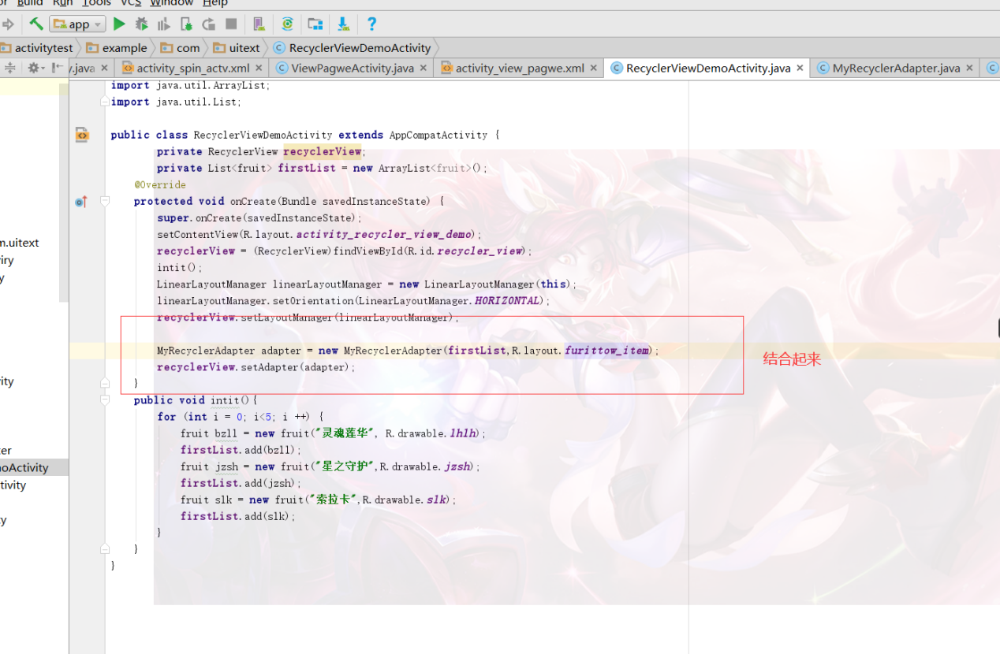 Build Run Tools VCS Window Help
app
activitytest example com uitext RecyclerViewDemoActivity
y.java activity_spin_actv.xml ViewPagweActivity.java activity_view_pagwe.xml RecyclerViewDemoActivity.java MyRecyclerAdapter.java
import java.util.ArrayList;
import java.util.List;
public class RecyclerViewDemoActivity extends AppCompatActivity {
private RecyclerView recyclerView;
private List<fruit> firstList = new ArrayList<fruit>();
@Override
protected void onCreate(Bundle savedInstanceState) {
super.onCreate(savedInstanceState);
setContentView(R.layout.activity_recycler_view_demo);
recyclerView = (RecyclerView)findViewById(R.id.recycler_view);
intit();
LinearLayoutManager linearLayoutManager = new LinearLayoutManager(this);
linearLayoutManager.setOrientation(LinearLayoutManager.HORIZONTAL);
recyclerView.setLayoutManager(linearLayoutManager);
MyRecyclerAdapter adapter = new MyRecyclerAdapter(firstList,R.layout.furittow_item);
recyclerView.setAdapter(adapter);
结合起来
}
public void intit(){
for (int i = 0; i<5; i ++) {
fruit bzll = new fruit("灵魂莲华", R.drawable.lhlh);
firstList.add(bzll);
fruit jzsh = new fruit("星之守护",R.drawable.jzsh);
firstList.add(jzsh);
fruit slk = new fruit("索拉卡",R.drawable.slk);
firstList.add(slk);
}
}
}
m.uitext
iry
y
ity
ter
oActivity
tivity
y